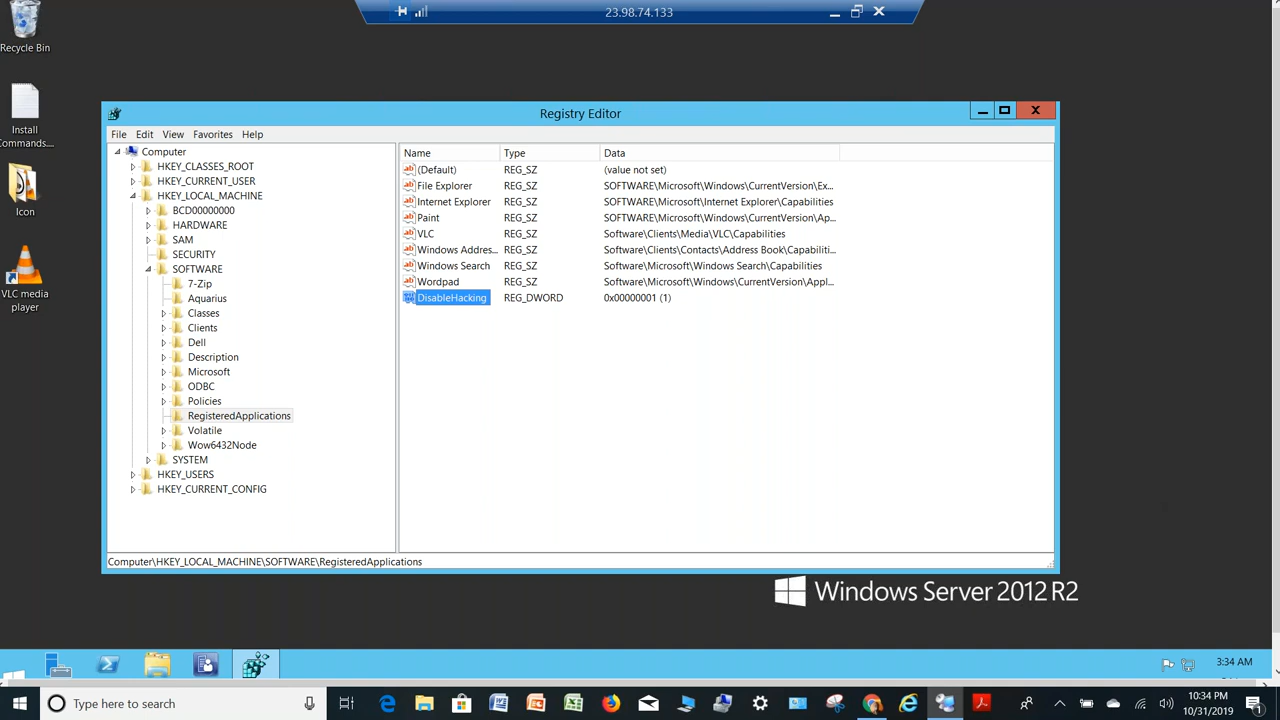 23.98.74.133
Recycle Bin
Install
Commands....
Icon
VLC media
player
Registry Editor
File Edit View Favorites Help
Computer
HKEY_CLASSES_ROOT
HKEY_CURRENT_USER
HKEY_LOCAL_MACHINE
BCD00000000
HARDWARE
SAM
SECURITY
SOFTWARE
7-Zip
Aquarius
Classes
Clients
Dell
Description
Microsoft
ODBC
Policies
RegisteredApplications
Volatile
Wow6432Node
SYSTEM
HKEY_USERS
HKEY_CURRENT_CONFIG
Name Type Data
(Default) REG_SZ (value not set)
File Explorer REG_SZ SOFTWARE\Microsoft\Windows\CurrentVersion\Ex...
Internet Explorer REG_SZ SOFTWARE\Microsoft\Internet Explorer\Capabilities
Paint REG_SZ SOFTWARE\Microsoft\Windows\CurrentVersion\Ap...
VLC REG_SZ Software\Clients\Media\VLC\Capabilities
Windows Addres... REG_SZ Software\Clients\Contacts\Address Book\Capabiliti...
Windows Search REG_SZ Software\Microsoft\Windows Search\Capabilities
Wordpad REG_SZ Software\Microsoft\Windows\CurrentVersion\Appl...
DisableHacking REG_DWORD 0x00000001 (1)
Computer\HKEY_LOCAL_MACHINE\SOFTWARE\RegisteredApplications
Windows Server 2012 R2
3:34 AM
Type here to search
10:34 PM
10/31/2019